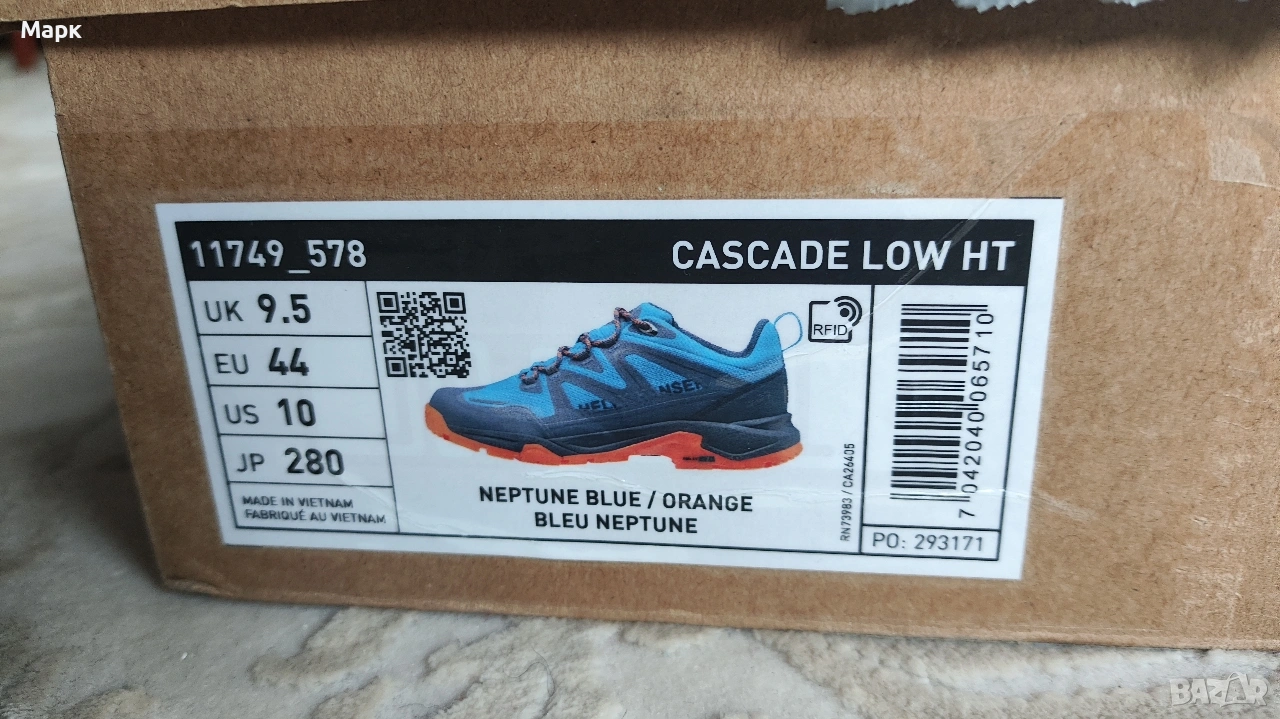 Марк
11749_578
CASCADE LOW HT
UK 9.5
EU 44
US 10
JP 280
MADE IN VIETNAM
FABRIQUÉ AU VIETNAM
RFID
NEPTUNE BLUE / ORANGE
BLEU NEPTUNE
RN73983 / CA26405
7 042040 065710
PO: 293171
BAZAR